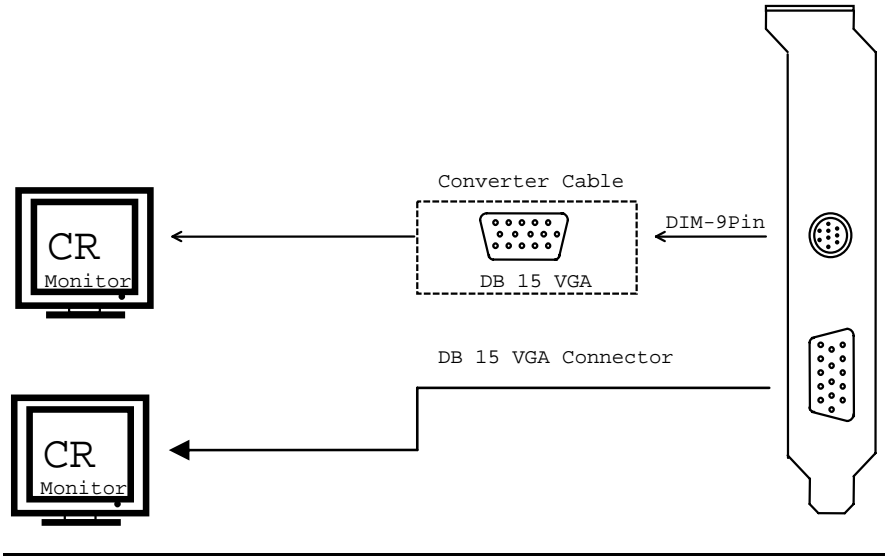 Converter Cable
DIM-9Pin
DB 15 VGA
CR
Monitor
DB 15 VGA Connector
CR
Monitor